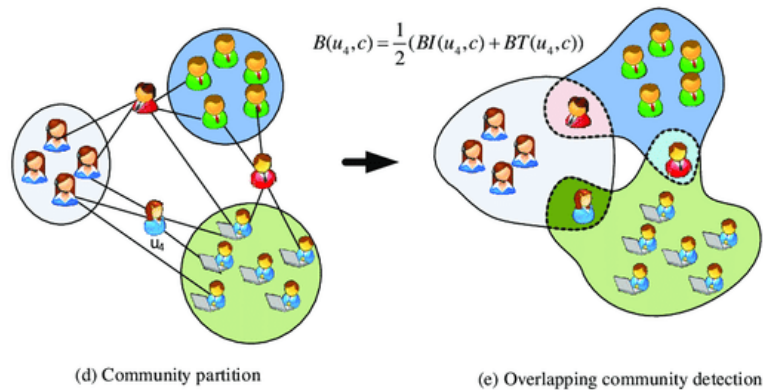 B(u₄,c) = 1/2 (BI(u₄,c) + BT(u₄,c))
u₄
(d) Community partition
(e) Overlapping community detection